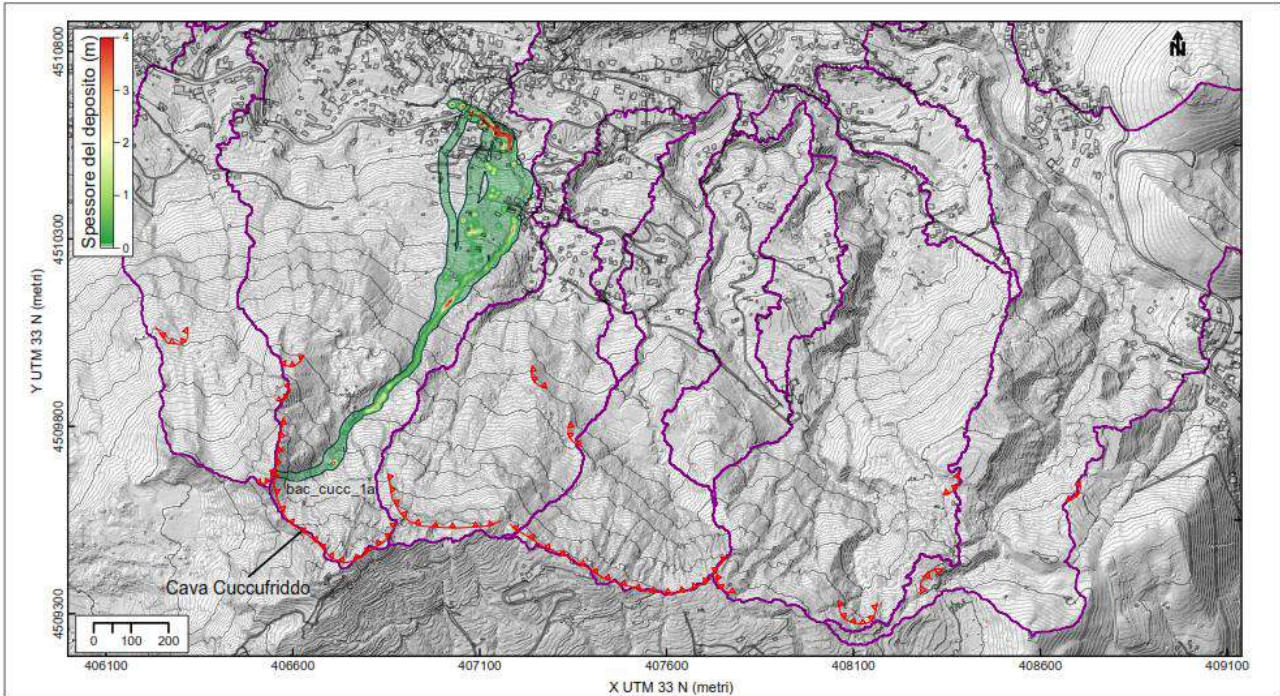 4510800
4510300
4509800
4509300
Y UTM 33 N (metri)
Spessore del deposito (m)
4
3
2
1
0
N
bac_cucc_1a
Cava Cuccufriddo
0 100 200
406100 406600 407100 407600 408100 408600 409100
X UTM 33 N (metri)